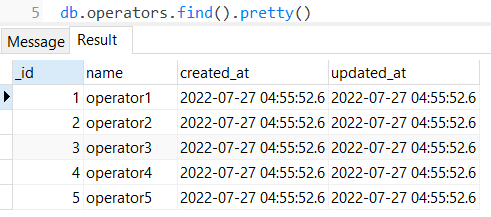 5 db.operators.find().pretty()
Message Result
_id name created_at updated_at
1 operator1 2022-07-27 04:55:52.6 2022-07-27 04:55:52.6
2 operator2 2022-07-27 04:55:52.6 2022-07-27 04:55:52.6
3 operator3 2022-07-27 04:55:52.6 2022-07-27 04:55:52.6
4 operator4 2022-07-27 04:55:52.6 2022-07-27 04:55:52.6
5 operator5 2022-07-27 04:55:52.6 2022-07-27 04:55:52.6